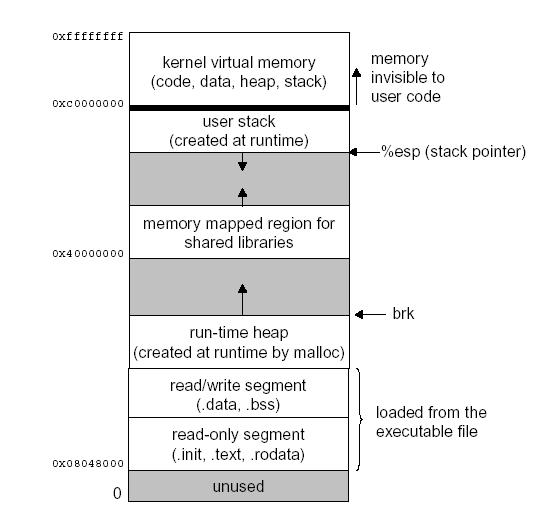 0xffffffff
kernel virtual memory
(code, data, heap, stack)
memory
invisible to
user code
0xc0000000
user stack
(created at runtime)
%esp (stack pointer)
memory mapped region for
shared libraries
0x40000000
brk
run-time heap
(created at runtime by malloc)
read/write segment
(.data, .bss)
loaded from the
executable file
read-only segment
(.init, .text, .rodata)
0x08048000
unused
0